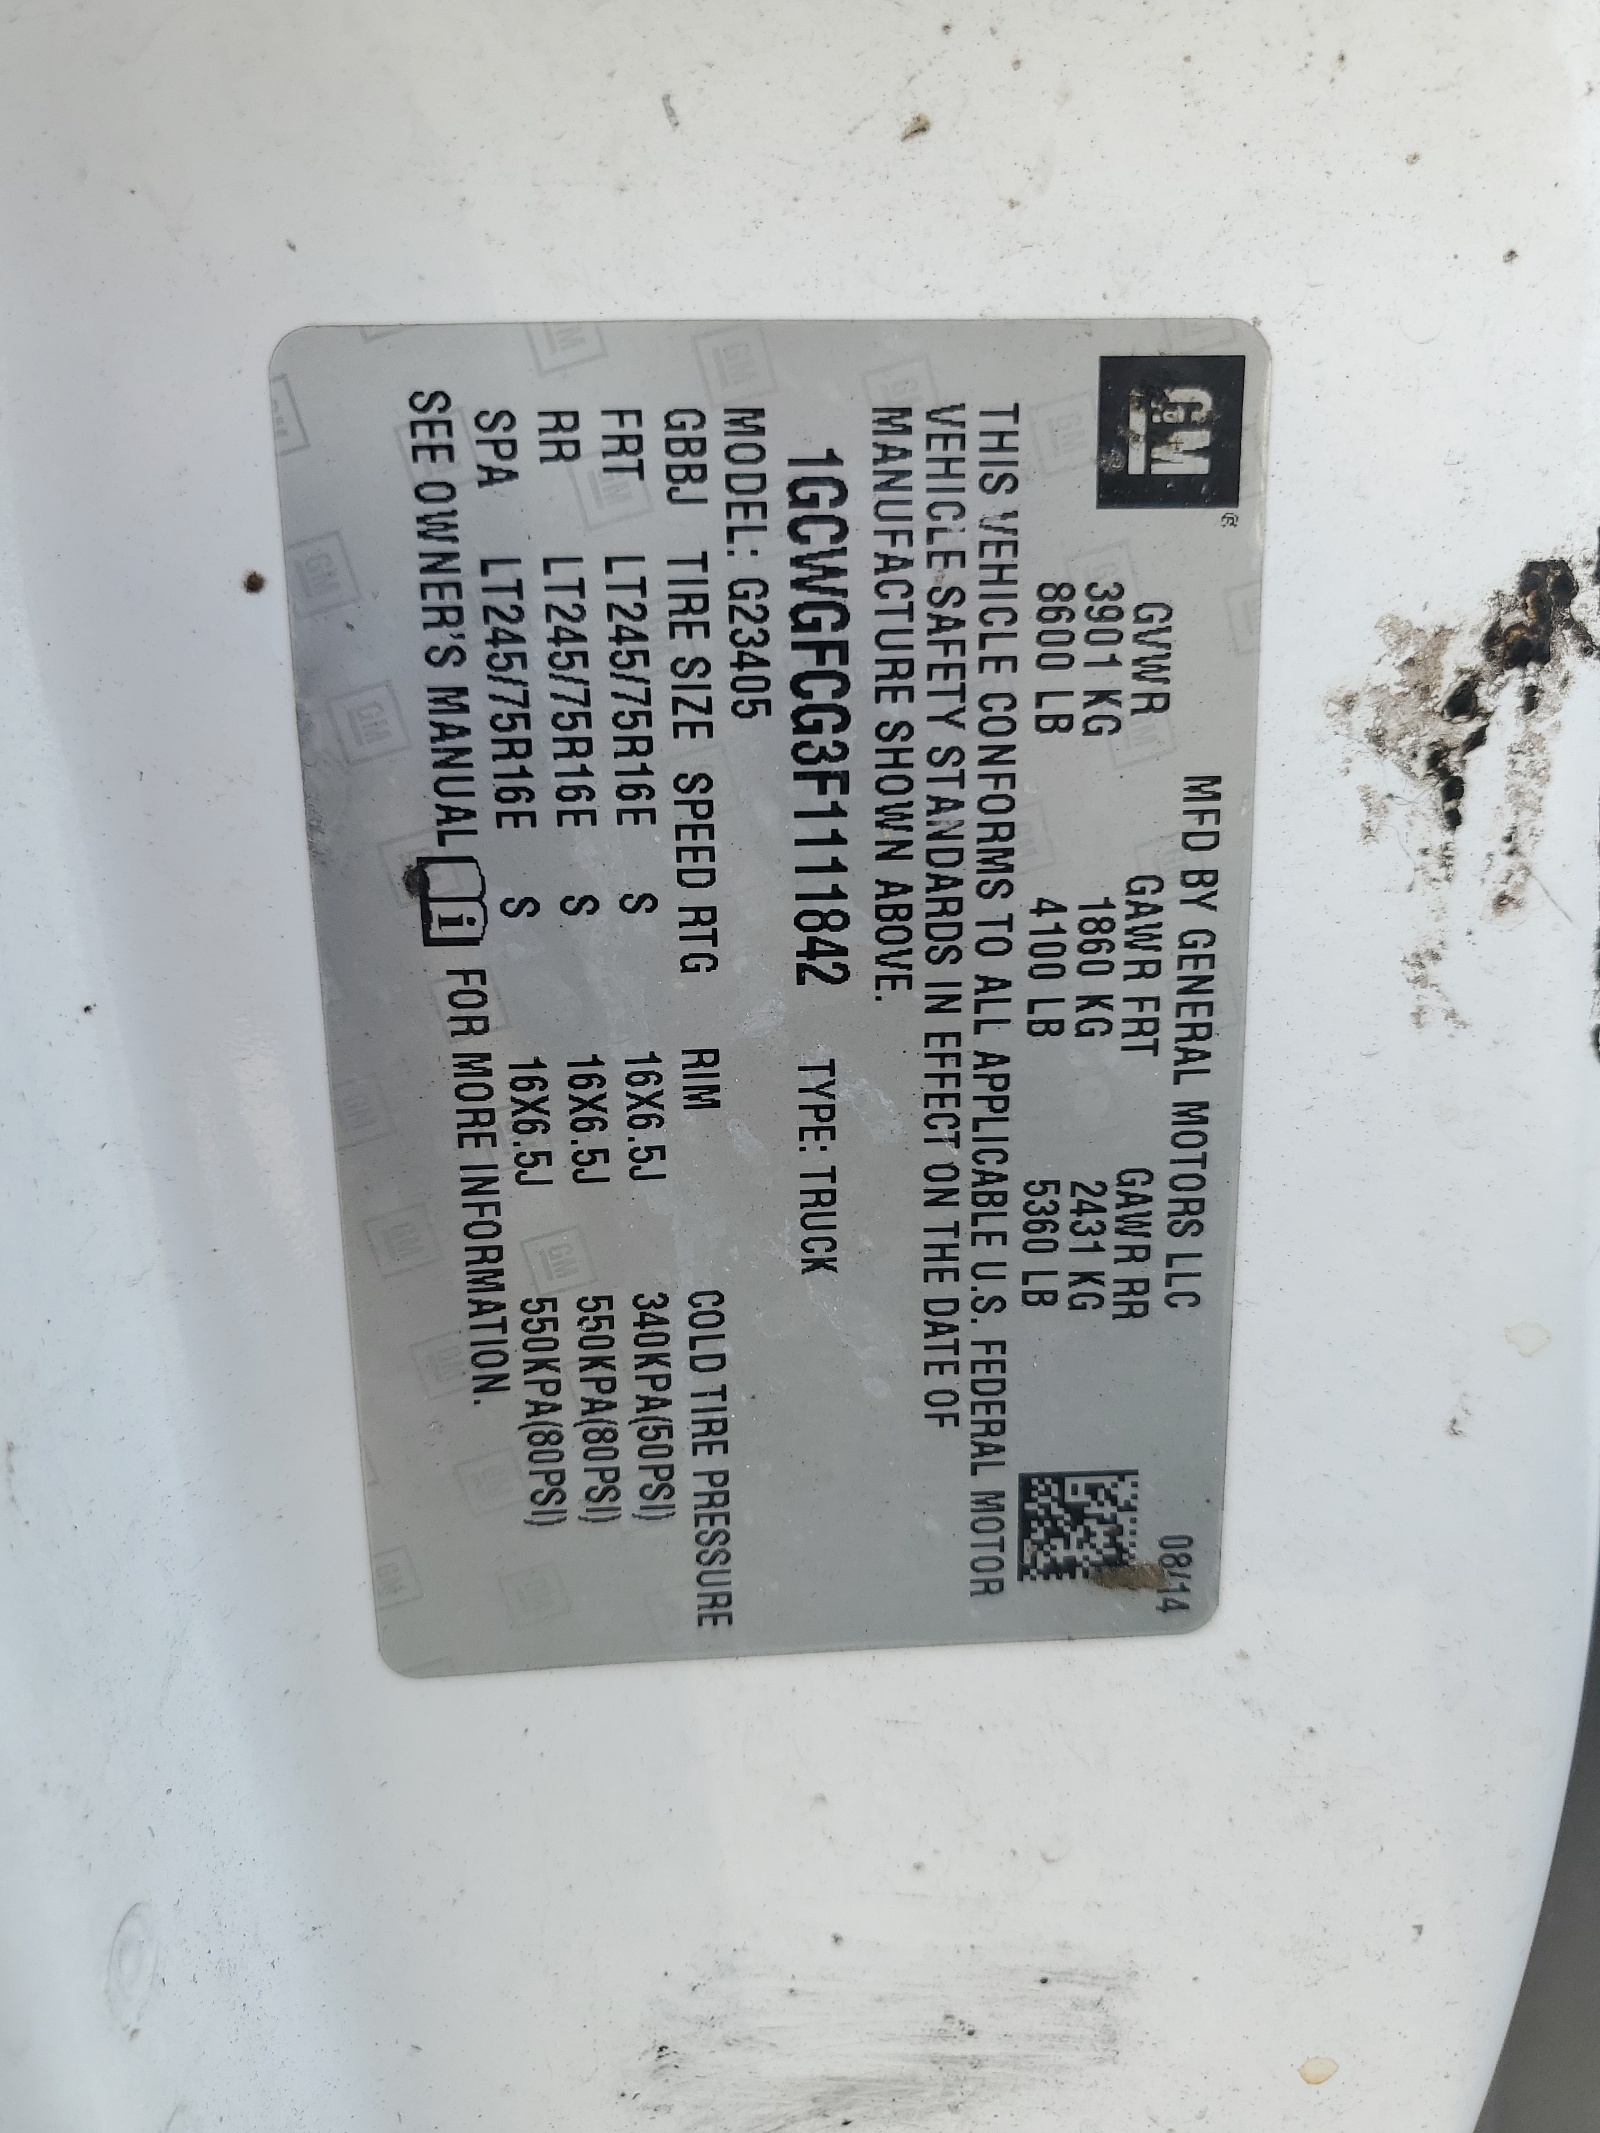 GM ®
MFD BY GENERAL MOTORS LLC 08/14
GVWR GAWR FRT GAWR RR
3901 KG 1860 KG 2431 KG
8600 LB 4100 LB 5360 LB
THIS VEHICLE CONFORMS TO ALL APPLICABLE U.S. FEDERAL MOTOR
VEHICLE SAFETY STANDARDS IN EFFECT ON THE DATE OF
MANUFACTURE SHOWN ABOVE.
1GCWGFCG3F1111842 TYPE: TRUCK
MODEL: G23405
GBBJ TIRE SIZE SPEED RTG RIM COLD TIRE PRESSURE
FRT LT245/75R16E S 16X6.5J 340KPA(50PSI)
RR LT245/75R16E S 16X6.5J 550KPA(80PSI)
SPA LT245/75R16E S 16X6.5J 550KPA(80PSI)
SEE OWNER'S MANUAL i FOR MORE INFORMATION.